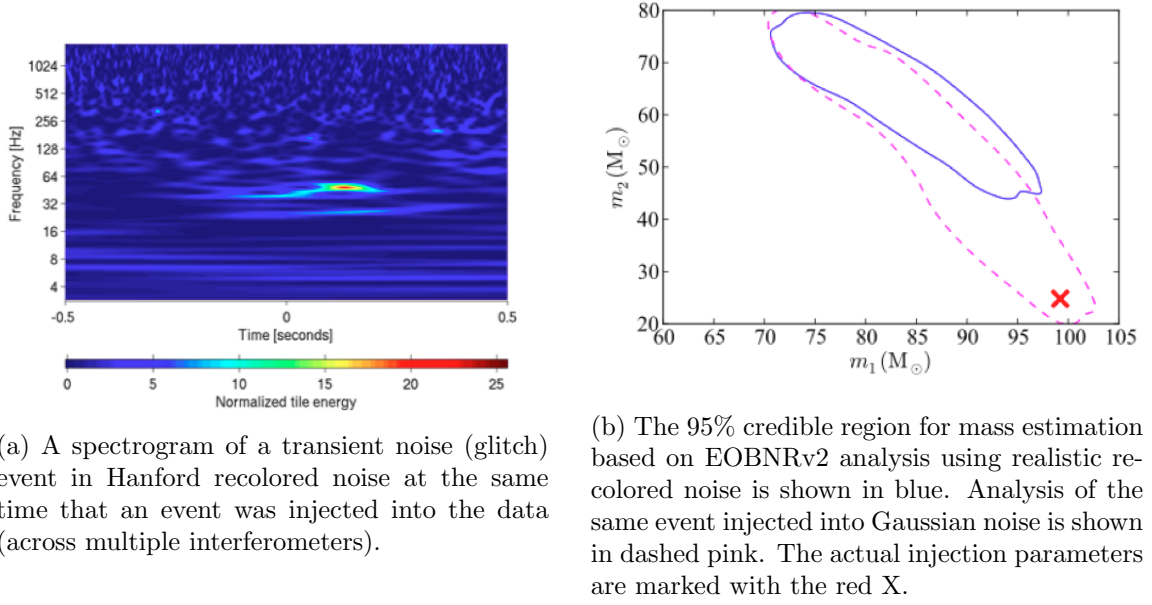 1024
512
256
128
64
32
16
8
4
Frequency [Hz]
-0.5
0
0.5
Time [seconds]
0
5
10
15
20
25
Normalized tile energy
(a) A spectrogram of a transient noise (glitch)
event in Hanford recolored noise at the same
time that an event was injected into the data
(across multiple interferometers).
80
70
60
50
40
30
20
m₂(M⊙)
60
65
70
75
80
85
90
95
100
105
m₁(M⊙)
(b) The 95% credible region for mass estimation
based on EOBNRv2 analysis using realistic re-
colored noise is shown in blue. Analysis of the
same event injected into Gaussian noise is shown
in dashed pink. The actual injection parameters
are marked with the red X.